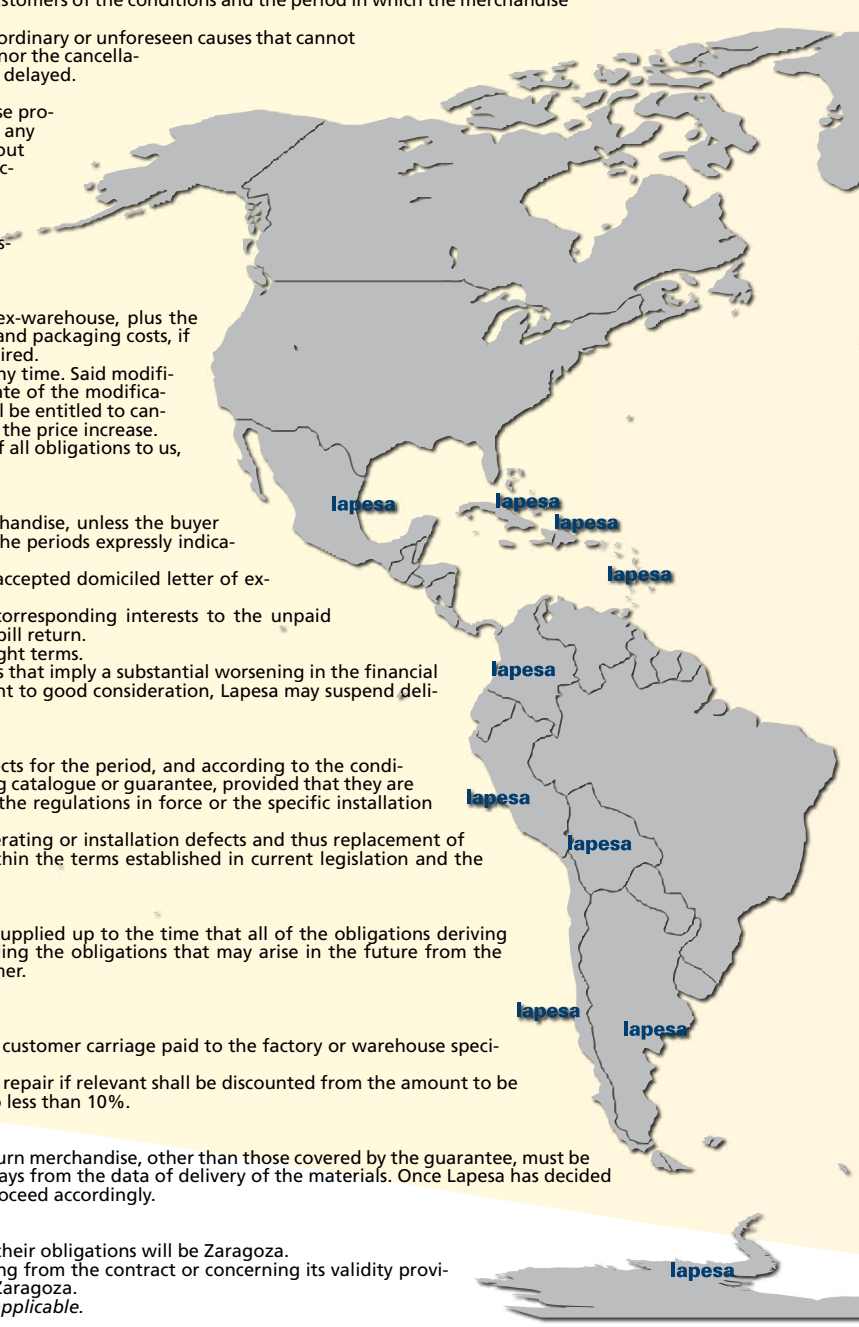 ustomers of the conditions and the period in which the merchandise
ordinary or unforeseen causes that cannot
nor the cancella-
delayed.
se pro-
any
out
c-
s-
ex-warehouse, plus the
and packaging costs, if
ired.
ny time. Said modifi-
ate of the modifica-
l be entitled to can-
the price increase.
f all obligations to us,
handise, unless the buyer
he periods expressly indica-
accepted domiciled letter of ex-
corresponding interests to the unpaid
bill return.
ght terms.
s that imply a substantial worsening in the financial
nt to good consideration, Lapesa may suspend deli-
ects for the period, and according to the condi-
g catalogue or guarantee, provided that they are
the regulations in force or the specific installation
erating or installation defects and thus replacement of
thin the terms established in current legislation and the
supplied up to the time that all of the obligations deriving
ling the obligations that may arise in the future from the
ner.
customer carriage paid to the factory or warehouse speci-
repair if relevant shall be discounted from the amount to be
o less than 10%.
urn merchandise, other than those covered by the guarantee, must be
ays from the data of delivery of the materials. Once Lapesa has decided
oceed accordingly.
their obligations will be Zaragoza.
ng from the contract or concerning its validity provi-
Zaragoza.
applicable.
lapesa
lapesa
lapesa
lapesa
lapesa
lapesa
lapesa
lapesa
lapesa
lapesa